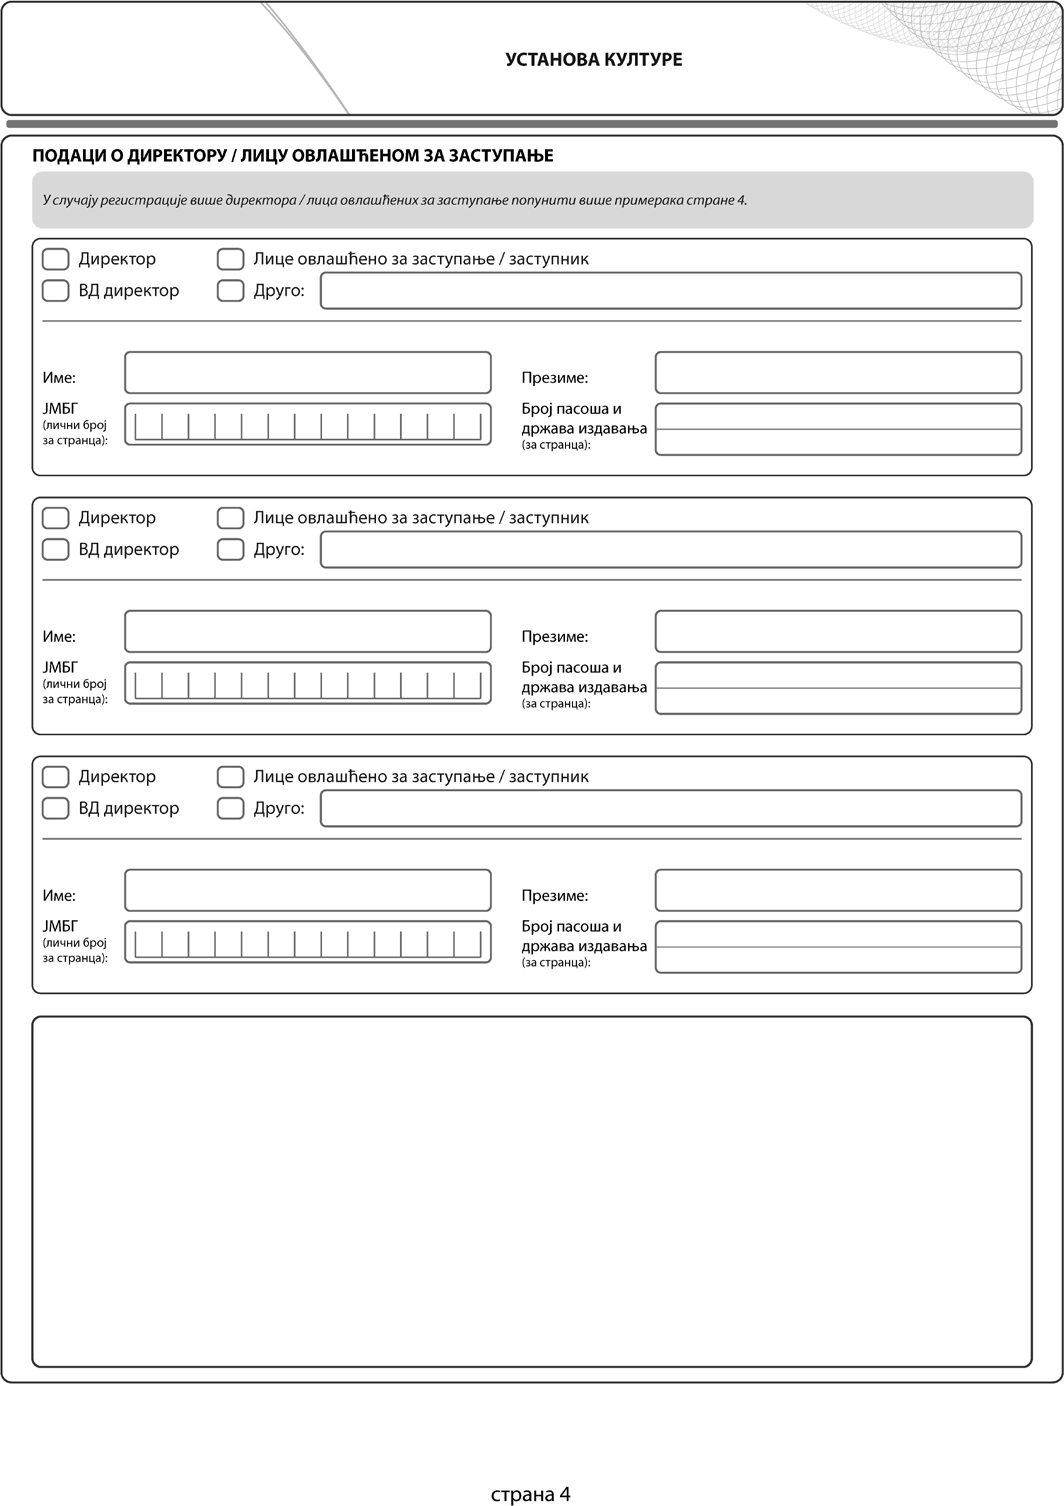 УСТАНОВА КУЛТУРЕ
ПОДАЦИ О ДИРЕКТОРУ / ЛИЦУ ОВЛАШЋЕНОМ ЗА ЗАСТУПАЊЕ
У случају регистрације више директора / лица овлашћених за заступање попунити више примерака стране 4.
Директор Лице овлашћено за заступање / заступник
ВД директор Друго:
Име: Презиме:
ЈМБГ
(лични број
за странца):
Број пасоша и
држава издавања
(за странца):
Директор Лице овлашћено за заступање / заступник
ВД директор Друго:
Име: Презиме:
ЈМБГ
(лични број
за странца):
Број пасоша и
држава издавања
(за странца):
Директор Лице овлашћено за заступање / заступник
ВД директор Друго:
Име: Презиме:
ЈМБГ
(лични број
за странца):
Број пасоша и
држава издавања
(за странца):
страна 4